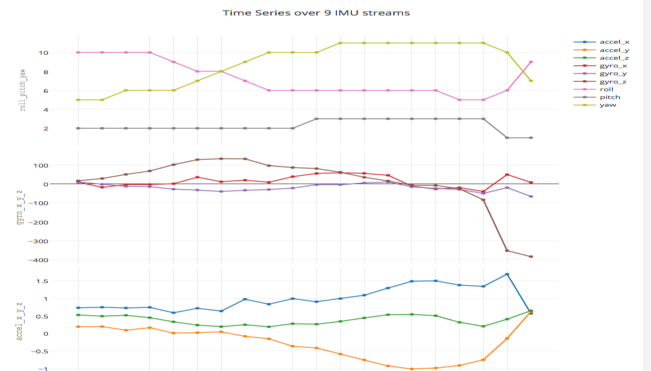 Time Series over 9 IMU streams
accel_x
accel_y
accel_z
gyro_x
gyro_y
gyro_z
roll
pitch
yaw
roll_pitch_yaw
10
8
6
4
2
gyro_x_y_z
100
0
−100
−200
−300
−400
accel_x_y_z
1.5
1
0.5
0
−0.5
−1